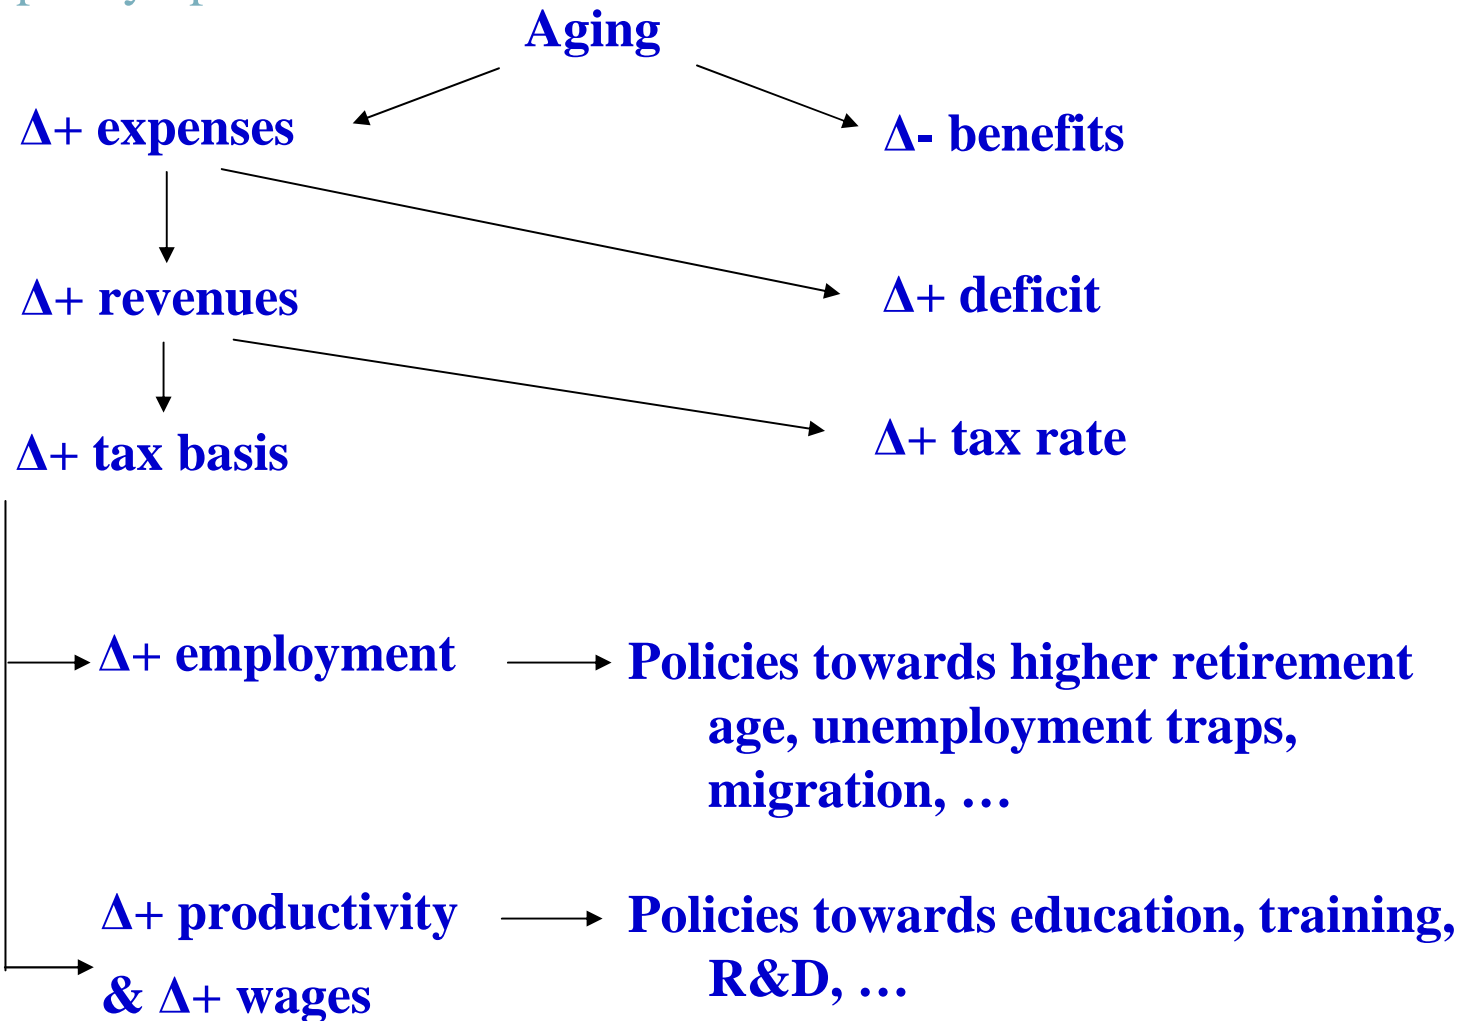 Aging
Δ+ expenses
Δ- benefits
Δ+ revenues
Δ+ deficit
Δ+ tax basis
Δ+ tax rate
Δ+ employment
Policies towards higher retirement
age, unemployment traps,
migration, …
Δ+ productivity
& Δ+ wages
Policies towards education, training,
R&D, …